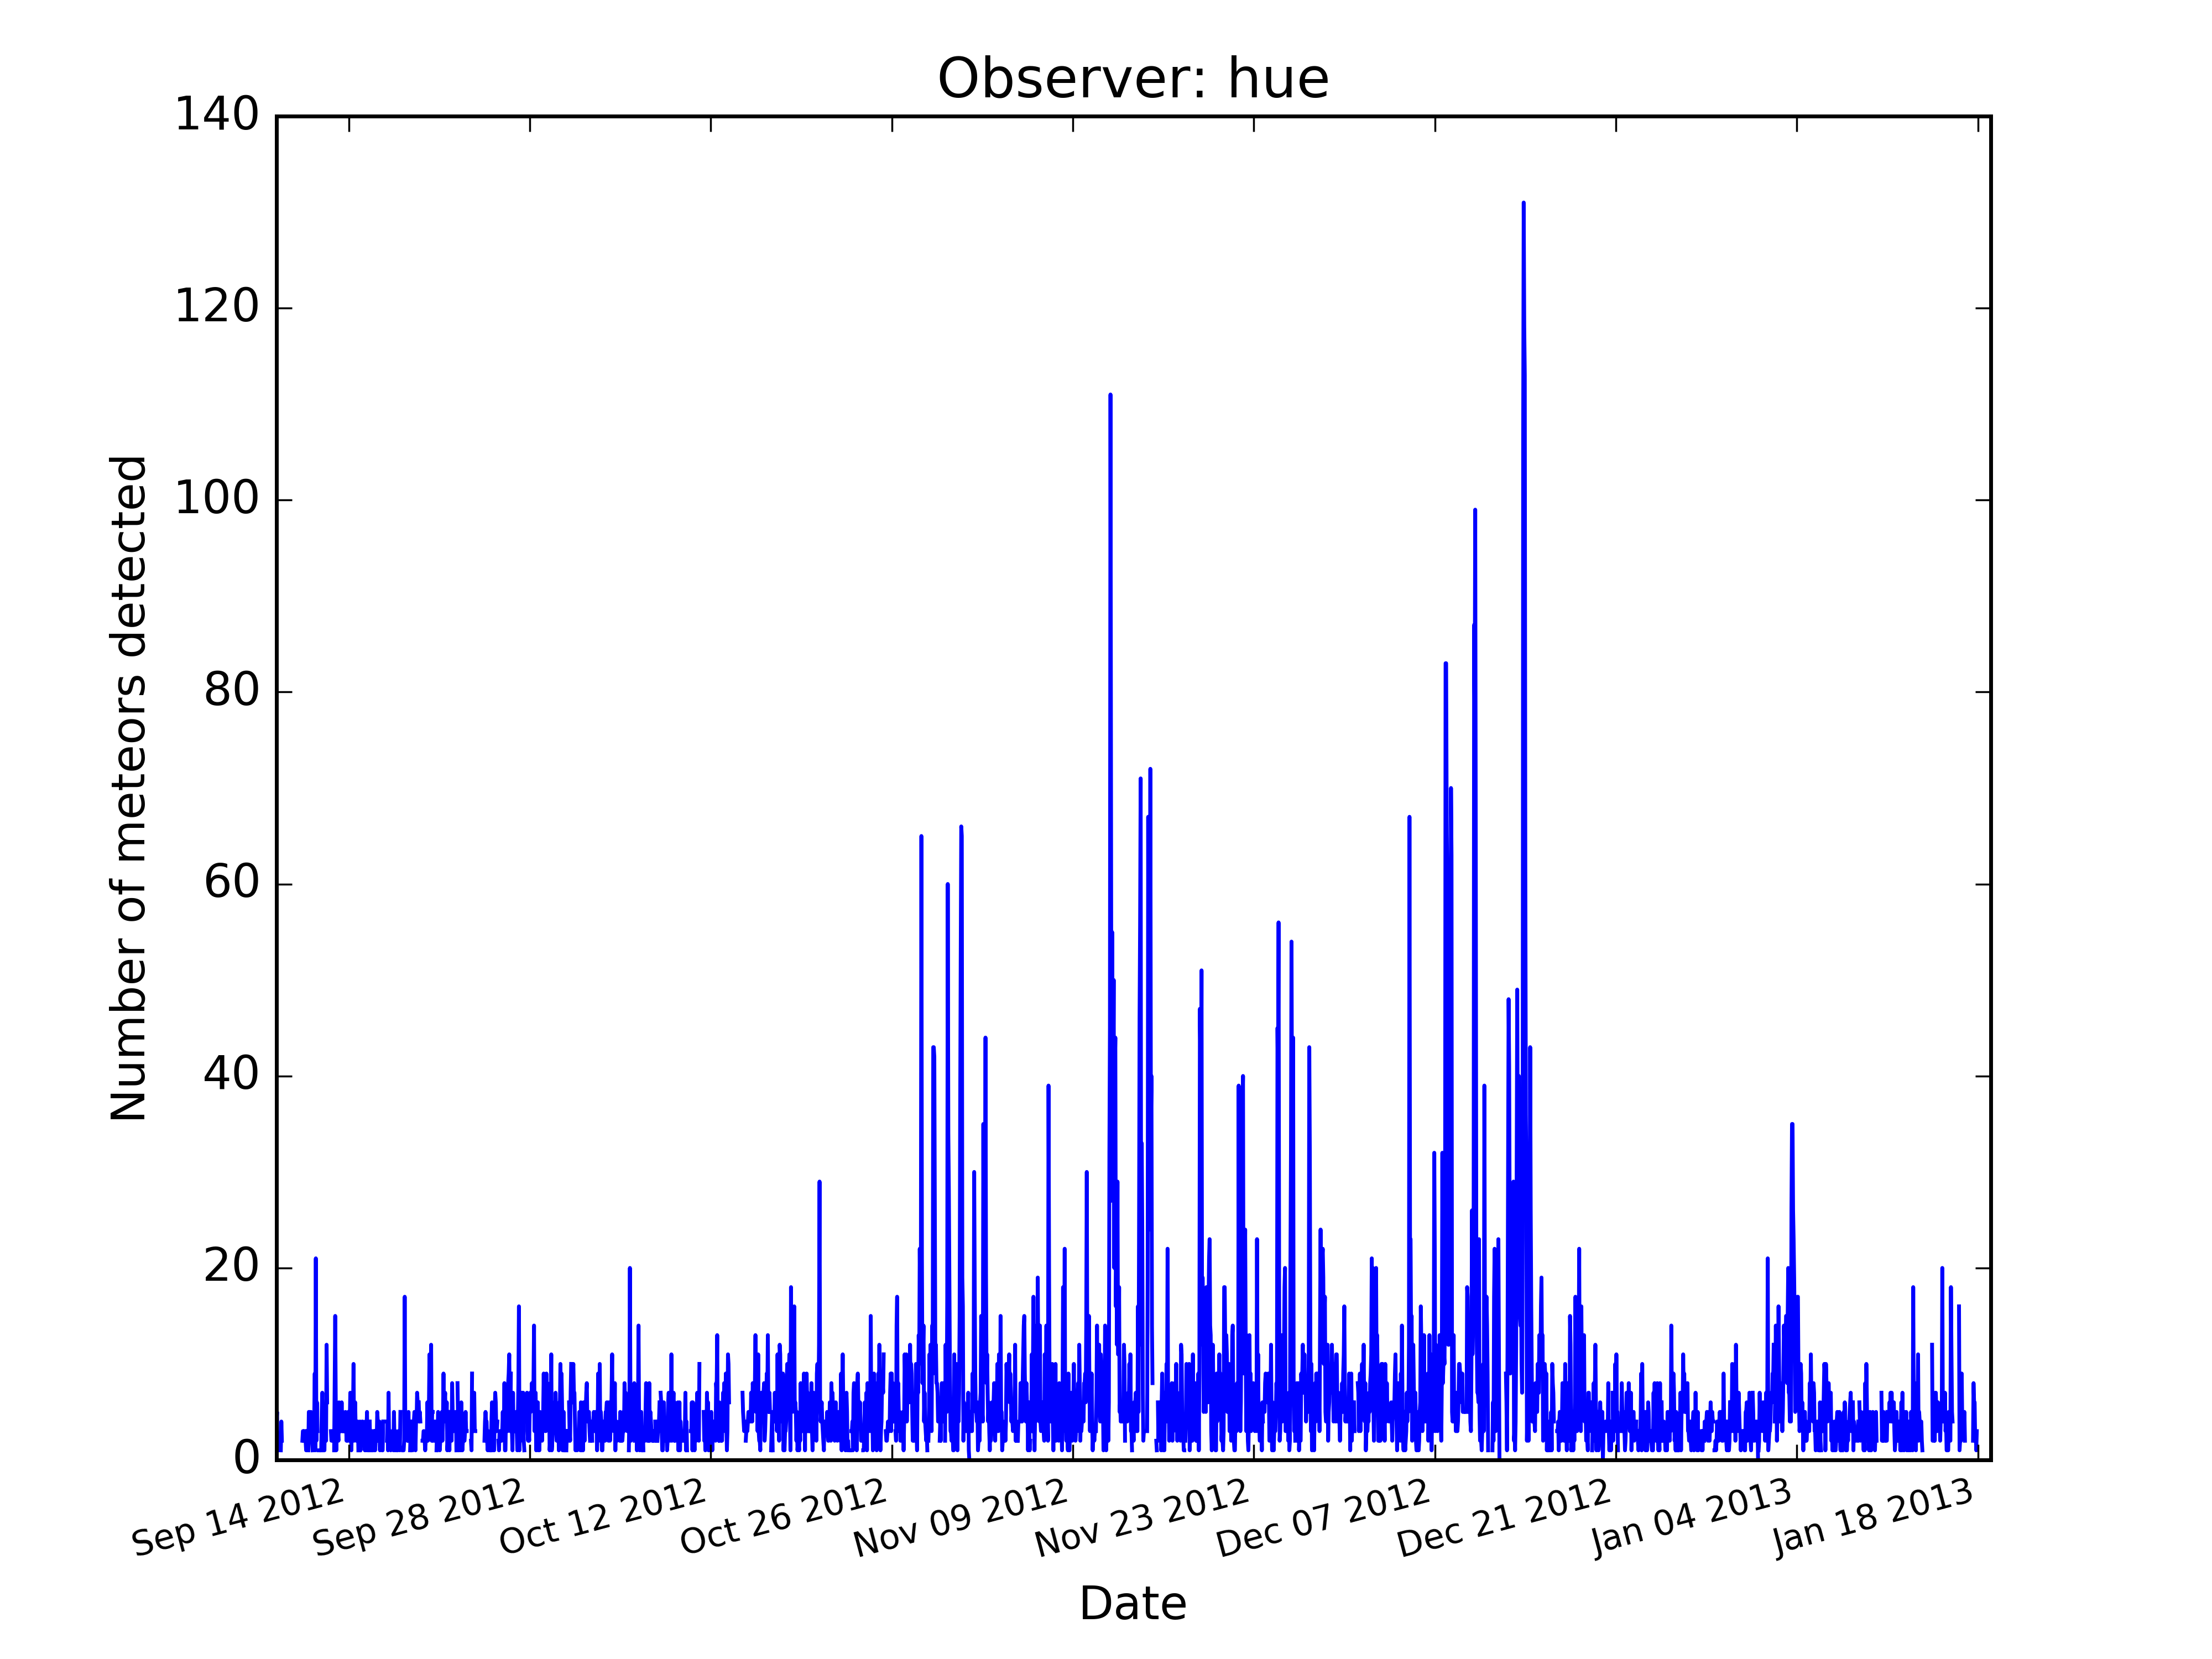 Observer: hue
140
120
100
80
60
40
20
0
Number of meteors detected
Sep 14 2012
Sep 28 2012
Oct 12 2012
Oct 26 2012
Nov 09 2012
Nov 23 2012
Dec 07 2012
Dec 21 2012
Jan 04 2013
Jan 18 2013
Date